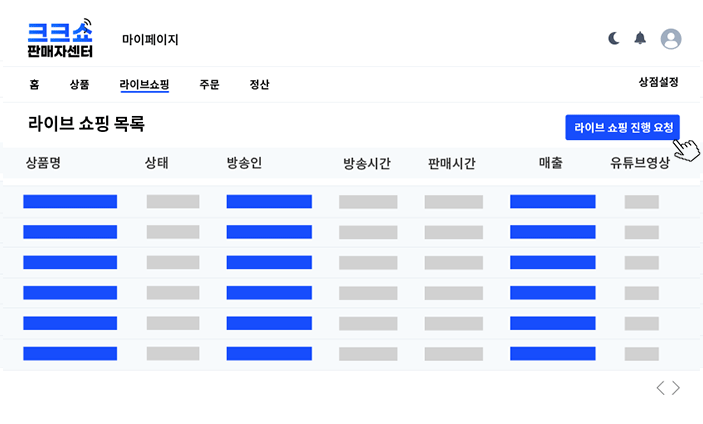 크크쇼
판매자센터
마이페이지
홈 상품 라이브쇼핑 주문 정산 상점설정
라이브 쇼핑 목록
라이브 쇼핑 진행 요청
상품명 상태 방송인 방송시간 판매시간 매출 유튜브영상